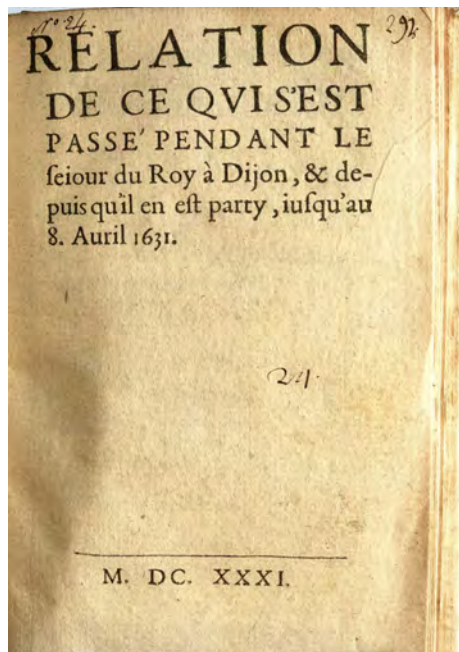 No 24.
292
RELATION
DE CE QVI S'EST
PASSE' PENDANT LE
ſeiour du Roy à Dijon, & de-
puis qu'il en eſt party, iuſqu'au
8. Auril 1631.
24.
M. DC. XXXI.